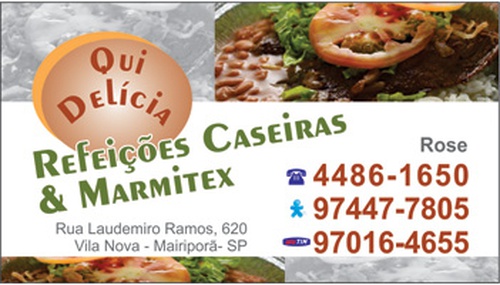 Qui
Delícia
Refeições Caseiras
& Marmitex
Rua Laudemiro Ramos, 620
Vila Nova - Mairiporã- SP
Rose
4486-1650
97447-7805
TIM 97016-4655